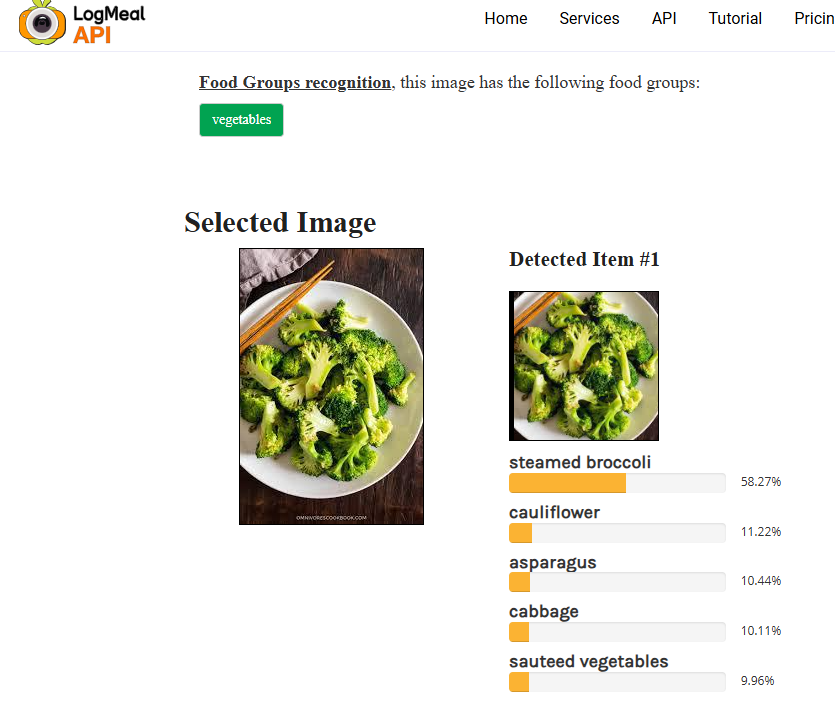 LogMeal
API
Home Services API Tutorial Pricin
Food Groups recognition, this image has the following food groups:
vegetables
Selected Image
Detected Item #1
OMNIVORESCOOKBOOK.COM
steamed broccoli
58.27%
cauliflower
11.22%
asparagus
10.44%
cabbage
10.11%
sauteed vegetables
9.96%